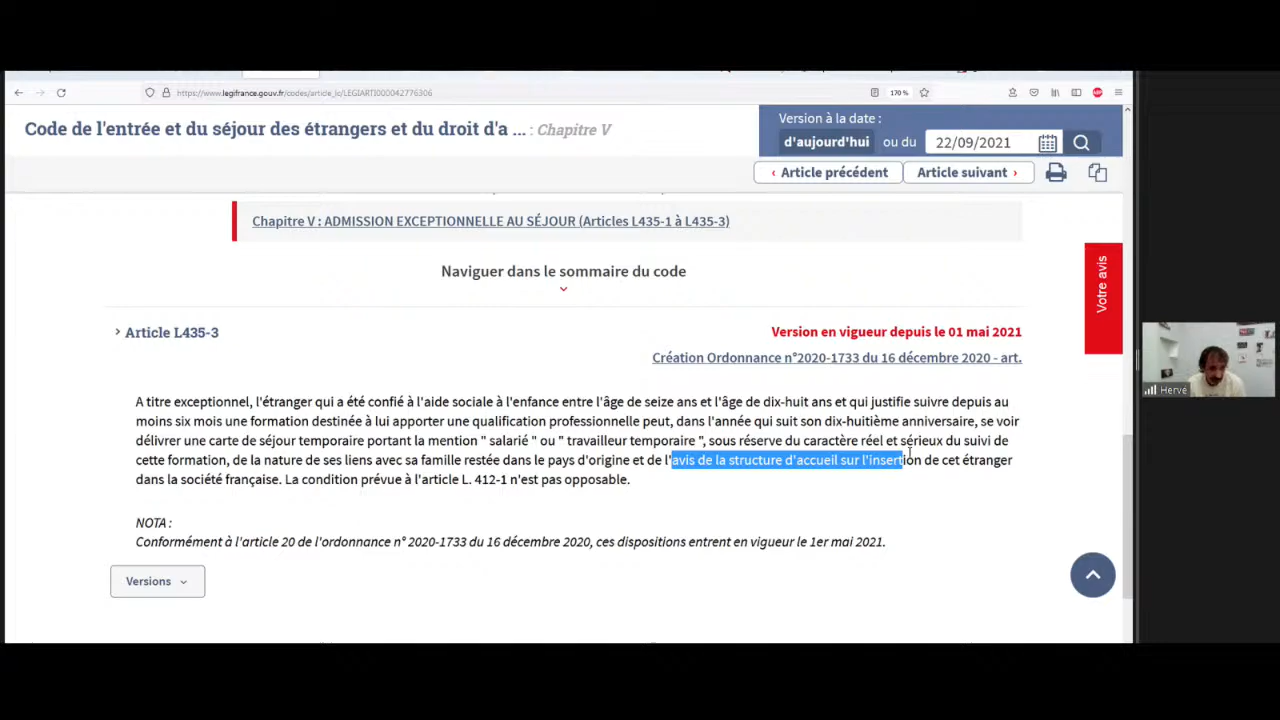 https://www.legifrance.gouv.fr/codes/article_lc/LEGIARTI000042776306
170 %
Code de l'entrée et du séjour des étrangers et du droit d'a ... : Chapitre V
Version à la date :
d'aujourd'hui ou du 22/09/2021
‹ Article précédent
Article suivant ›
Chapitre V : ADMISSION EXCEPTIONNELLE AU SÉJOUR (Articles L435-1 à L435-3)
Naviguer dans le sommaire du code
Votre avis
Article L435-3
Version en vigueur depuis le 01 mai 2021
Création Ordonnance n°2020-1733 du 16 décembre 2020 - art.
A titre exceptionnel, l'étranger qui a été confié à l'aide sociale à l'enfance entre l'âge de seize ans et l'âge de dix-huit ans et qui justifie suivre depuis au
moins six mois une formation destinée à lui apporter une qualification professionnelle peut, dans l'année qui suit son dix-huitième anniversaire, se voir
délivrer une carte de séjour temporaire portant la mention " salarié " ou " travailleur temporaire ", sous réserve du caractère réel et sérieux du suivi de
cette formation, de la nature de ses liens avec sa famille restée dans le pays d'origine et de l'avis de la structure d'accueil sur l'insertion de cet étranger
dans la société française. La condition prévue à l'article L. 412-1 n'est pas opposable.
NOTA :
Conformément à l'article 20 de l'ordonnance n° 2020-1733 du 16 décembre 2020, ces dispositions entrent en vigueur le 1er mai 2021.
Versions
Hervé